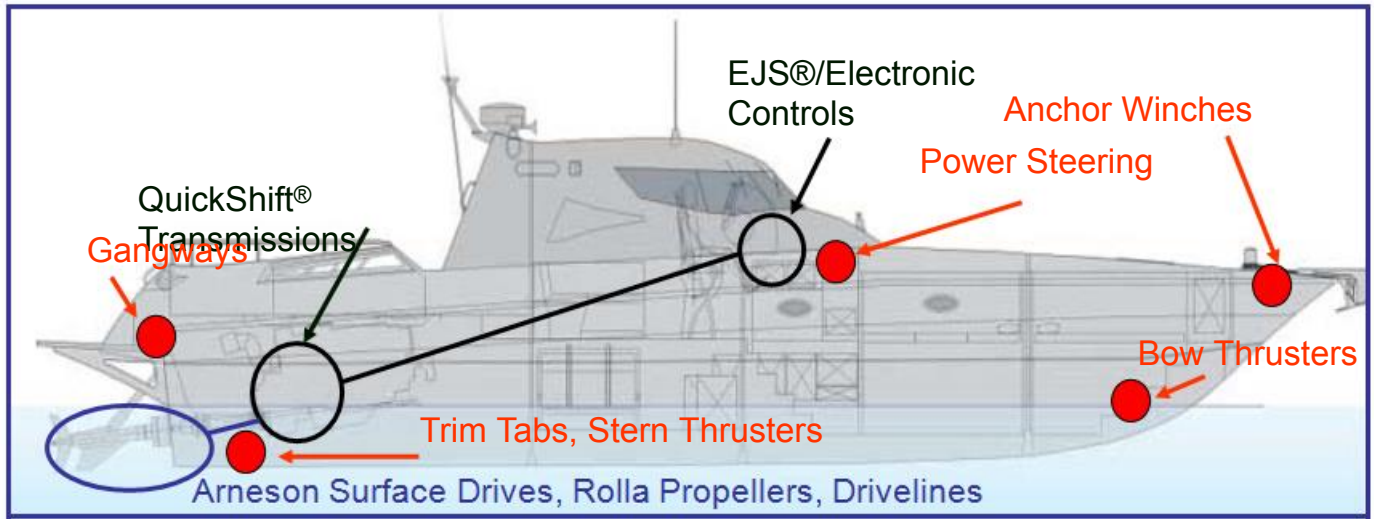 EJS®/Electronic
Controls
Anchor Winches
Power Steering
QuickShift®
Transmissions
Gangways
Bow Thrusters
Trim Tabs, Stern Thrusters
Arneson Surface Drives, Rolla Propellers, Drivelines